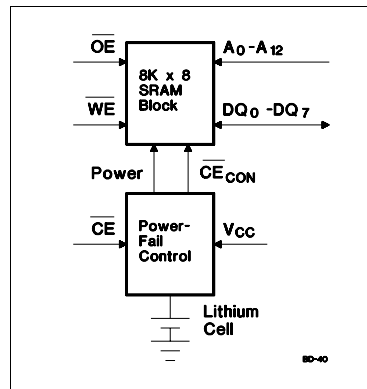 OE
A0-A12
8K x 8
SRAM
Block
WE
DQ0 -DQ7
Power
CECON
CE
Power-
Fail
Control
VCC
Lithium
Cell
BD-40